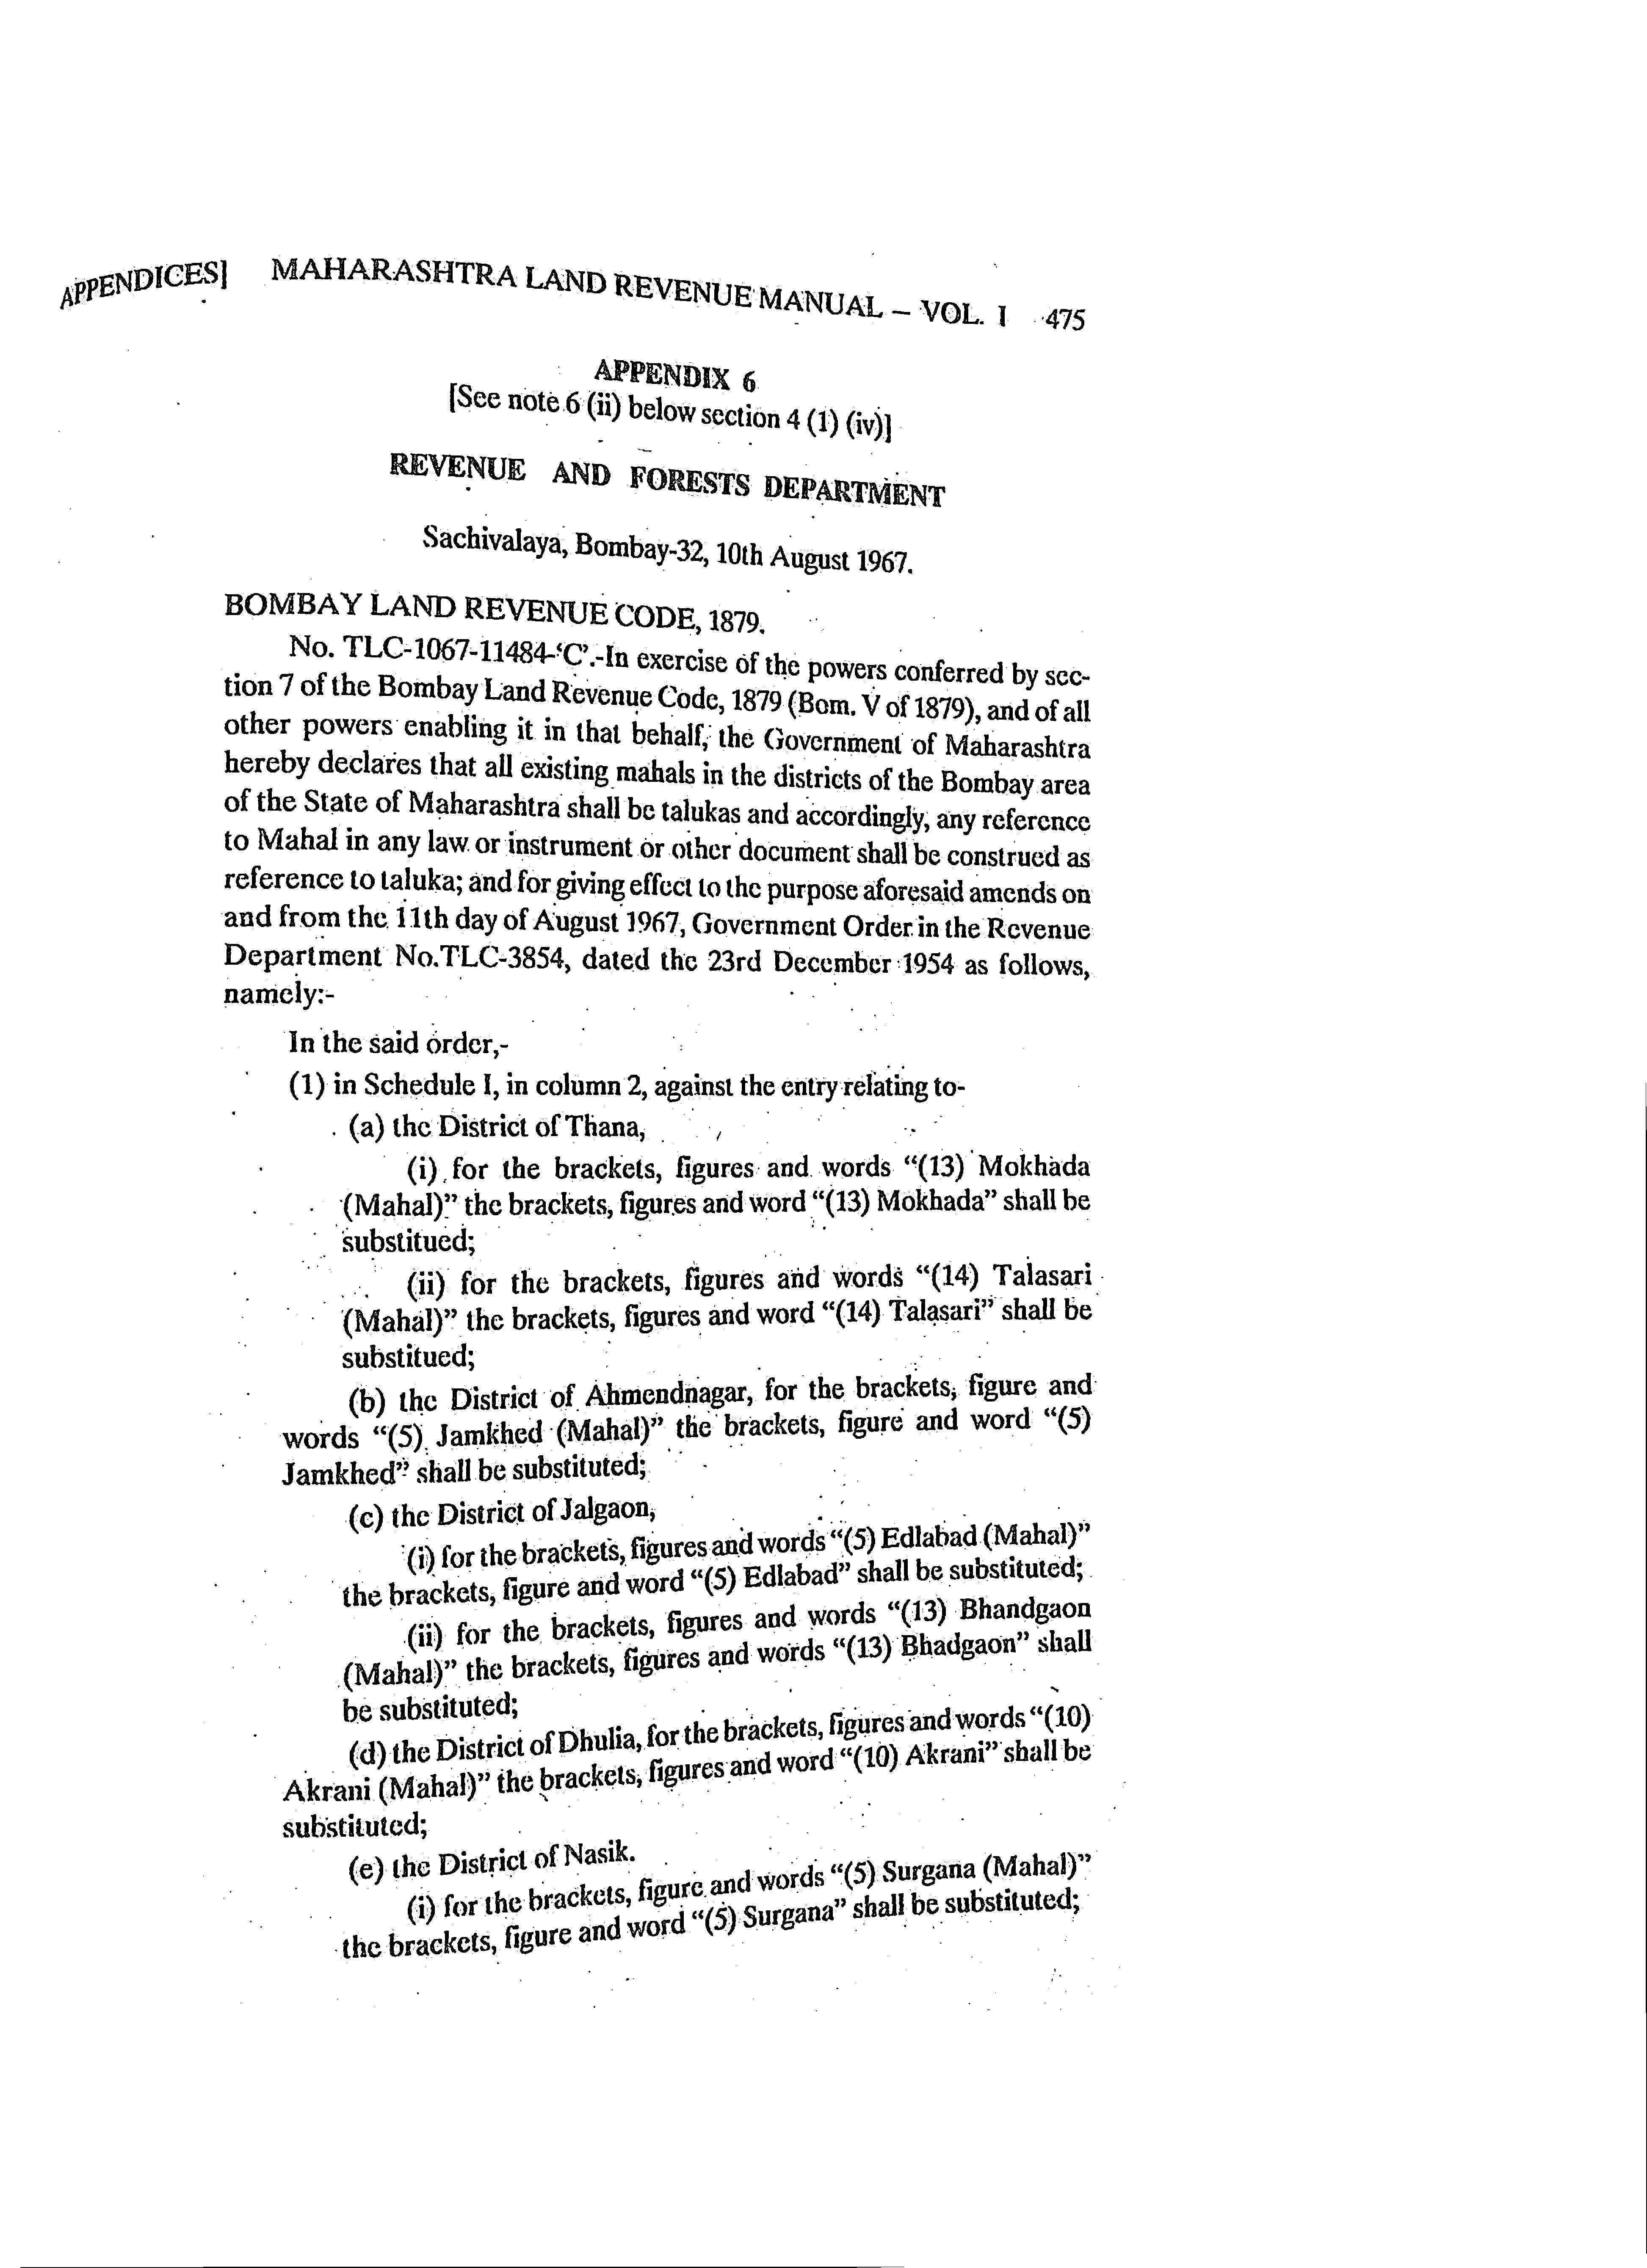 APPENDICES] MAHARASHTRA LAND REVENUE MANUAL – VOL. I 475
APPENDIX 6
[See note 6 (ii) below section 4 (1) (iv)]
REVENUE AND FORESTS DEPARTMENT
Sachivalaya, Bombay-32, 10th August 1967.
BOMBAY LAND REVENUE CODE, 1879.
No. TLC-1067-11484-‘C’.-In exercise of the powers conferred by sec-
tion 7 of the Bombay Land Revenue Code, 1879 (Bom. V of 1879), and of all
other powers enabling it in that behalf, the Government of Maharashtra
hereby declares that all existing mahals in the districts of the Bombay area
of the State of Maharashtra shall be talukas and accordingly, any reference
to Mahal in any law or instrument or other document shall be construed as
reference to taluka; and for giving effect to the purpose aforesaid amends on
and from the 11th day of August 1967, Government Order in the Revenue
Department No.TLC-3854, dated the 23rd December 1954 as follows,
namely:-
In the said order,-
(1) in Schedule I, in column 2, against the entry relating to-
(a) the District of Thana,
(i) for the brackets, figures and words “(13) Mokhada
(Mahal)” the brackets, figures and word “(13) Mokhada” shall be
substitued;
(ii) for the brackets, figures and words “(14) Talasari
(Mahal)” the brackets, figures and word “(14) Talasari” shall be
substitued;
(b) the District of Ahmendnagar, for the brackets, figure and
words “(5) Jamkhed (Mahal)” the brackets, figure and word “(5)
Jamkhed” shall be substituted;
(c) the District of Jalgaon,
(i) for the brackets, figures and words “(5) Edlabad (Mahal)”
the brackets, figure and word “(5) Edlabad” shall be substituted;
(ii) for the brackets, figures and words “(13) Bhandgaon
(Mahal)” the brackets, figures and words “(13) Bhadgaon” shall
be substituted;
(d) the District of Dhulia, for the brackets, figures and words “(10)
Akrani (Mahal)” the brackets, figures and word “(10) Akrani” shall be
substituted;
(e) the District of Nasik.
(i) for the brackets, figure and words “(5) Surgana (Mahal)”
the brackets, figure and word “(5) Surgana” shall be substituted;